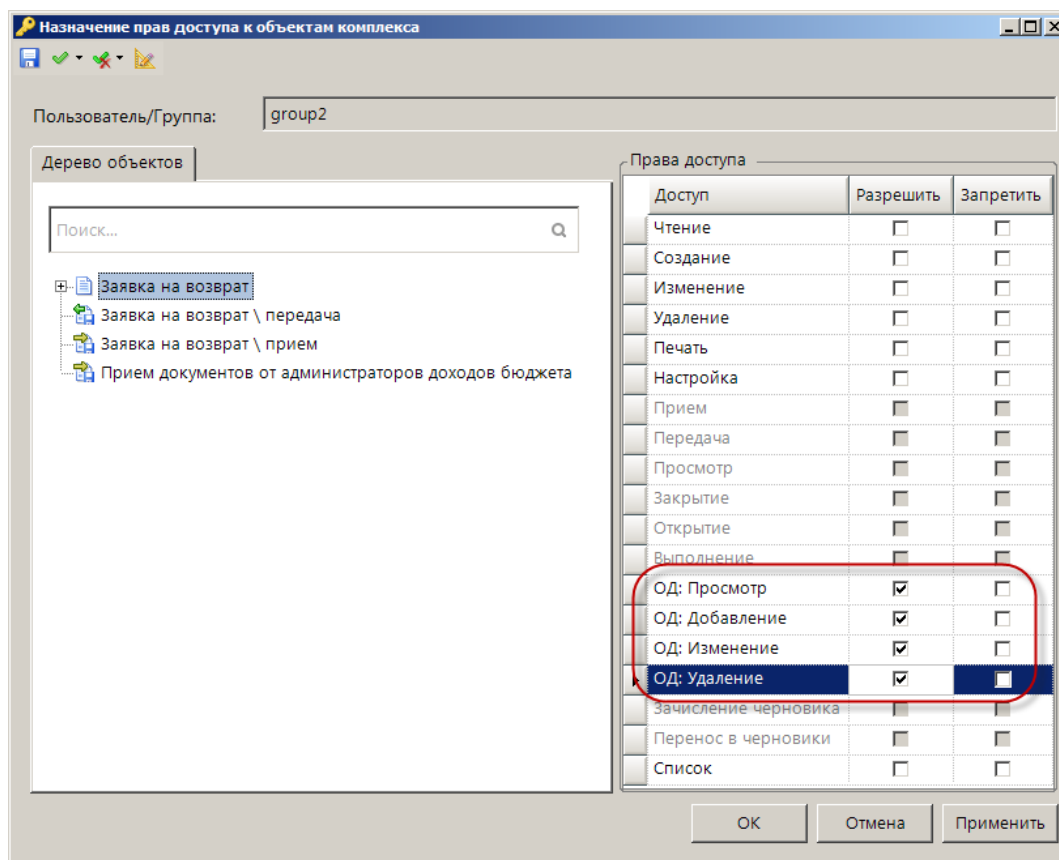 Назначение прав доступа к объектам комплекса
Пользователь/Группа: group2
Дерево объектов
Поиск...
Заявка на возврат
Заявка на возврат \ передача
Заявка на возврат \ прием
Прием документов от администраторов доходов бюджета
Права доступа
Доступ Разрешить Запретить
Чтение
Создание
Изменение
Удаление
Печать
Настройка
Прием
Передача
Просмотр
Закрытие
Открытие
Выполнение
ОД: Просмотр
ОД: Добавление
ОД: Изменение
ОД: Удаление
Зачисление черновика
Перенос в черновики
Список
ОК Отмена Применить